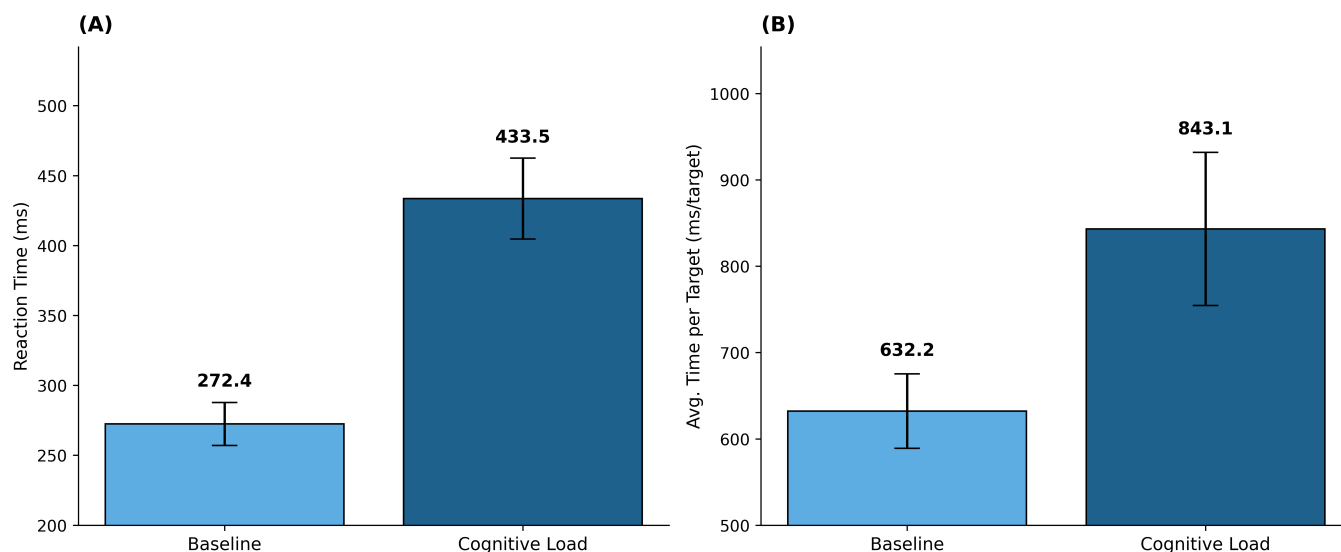 (A)
Reaction Time (ms)
500
450
400
350
300
250
200
272.4
433.5
Baseline
Cognitive Load
(B)
Avg. Time per Target (ms/target)
1000
900
800
700
600
500
632.2
843.1
Baseline
Cognitive Load